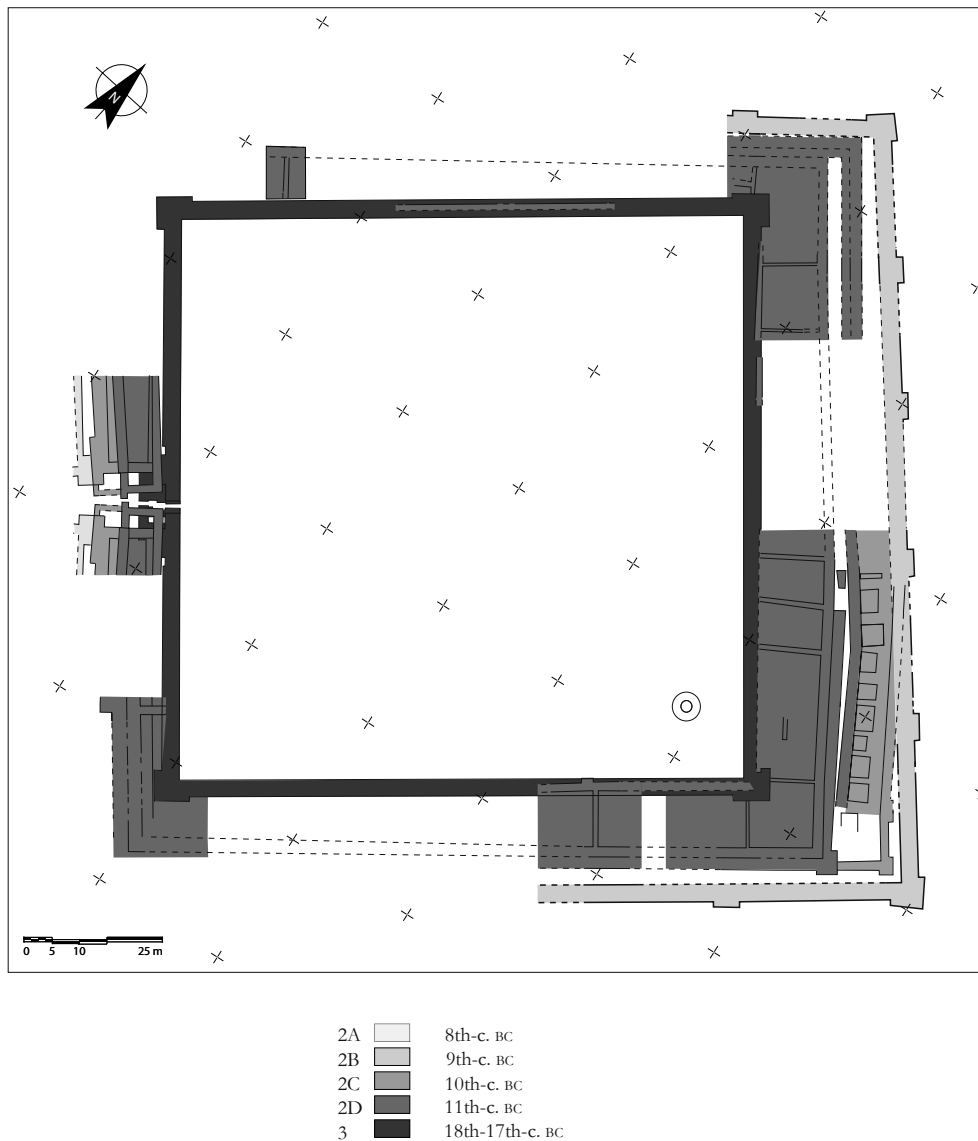 N
0 5 10 25 m
2A 8th-c. BC
2B 9th-c. BC
2C 10th-c. BC
2D 11th-c. BC
3 18th-17th-c. BC